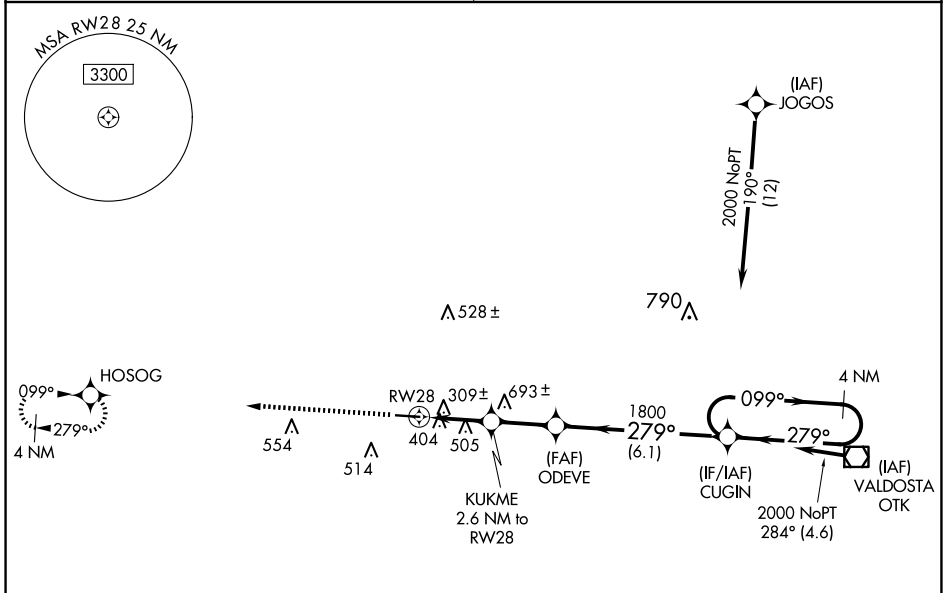 MSA RW28 25 NM
3300
(IAF)
JOGOS
2000 NoPT
190°
(12)
528 ±
790
099°
HOSOG
279°
4 NM
RW28
309±
693±
404
505
554
514
1800
279°
(6.1)
(FAF)
ODEVE
KUKME
2.6 NM to
RW28
099°
4 NM
279°
(IF/IAF)
CUGIN
(IAF)
VALDOSTA
OTK
2000 NoPT
284° (4.6)